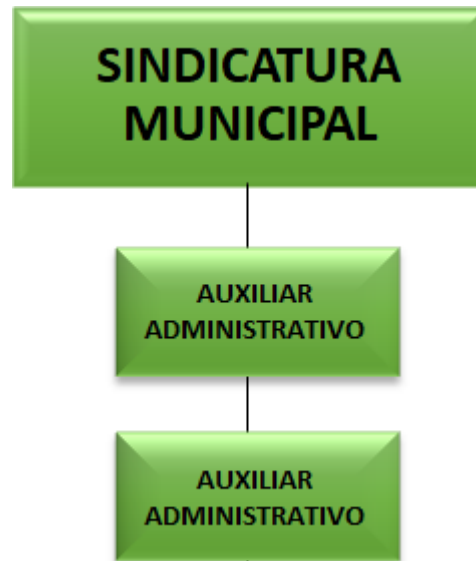 SINDICATURA
MUNICIPAL
AUXILIAR
ADMINISTRATIVO
AUXILIAR
ADMINISTRATIVO